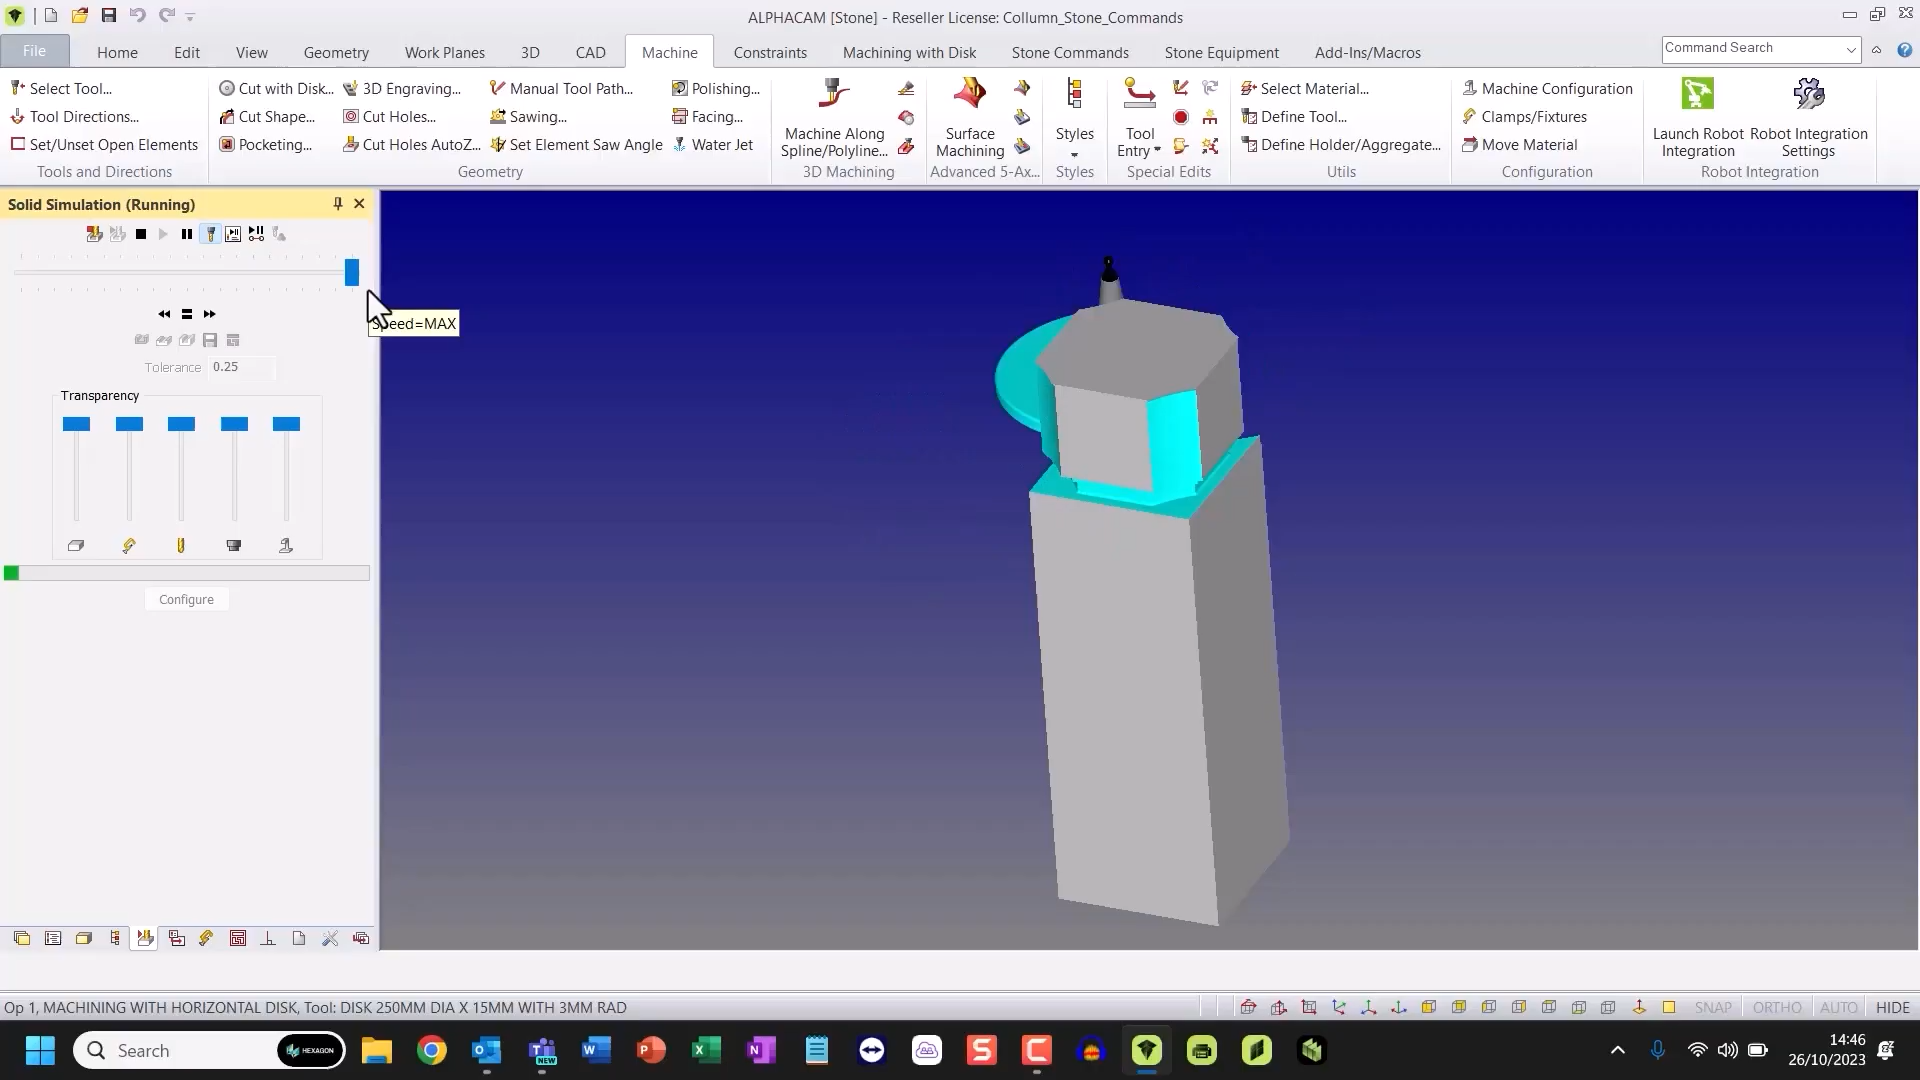 ALPHACAM [Stone] - Reseller License: Collumn_Stone_Commands
File Home Edit View Geometry Work Planes 3D CAD Machine Constraints Machining with Disk Stone Commands Stone Equipment Add-Ins/Macros Command Search
Select Tool... Cut with Disk... 3D Engraving... Manual Tool Path... Polishing... Select Material... Machine Configuration
Tool Directions... Cut Shape... Cut Holes... Sawing... Facing... Define Tool... Clamps/Fixtures
Set/Unset Open Elements Pocketing... Cut Holes AutoZ... Set Element Saw Angle Water Jet Define Holder/Aggregate... Move Material
Machine Along Spline/Polyline... Surface Machining Styles Tool Entry Launch Robot Integration Robot Integration Settings
Tools and Directions Geometry 3D Machining Advanced 5-Ax... Styles Special Edits Utils Configuration Robot Integration
Solid Simulation (Running)
Speed=MAX
Tolerance 0.25
Transparency
Configure
Op 1, MACHINING WITH HORIZONTAL DISK, Tool: DISK 250MM DIA X 15MM WITH 3MM RAD
SNAP ORTHO AUTO HIDE
Search HEXAGON
NEW
14:46
26/10/2023